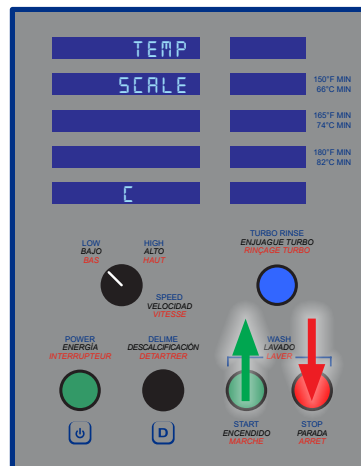 TEMP
SCALE
150°F MIN
66°C MIN
165°F MIN
74°C MIN
180°F MIN
82°C MIN
C
LOW
BAJO
BAS
HIGH
ALTO
HAUT
SPEED
VELOCIDAD
VITESSE
TURBO RINSE
ENJUAGUE TURBO
RINÇAGE TURBO
POWER
ENERGÍA
INTERRUPTEUR
DELIME
DESCALCIFICACIÓN
DÉTARTRER
WASH
LAVADO
LAVER
D
START
ENCENDIDO
MARCHE
STOP
PARADA
ARRET